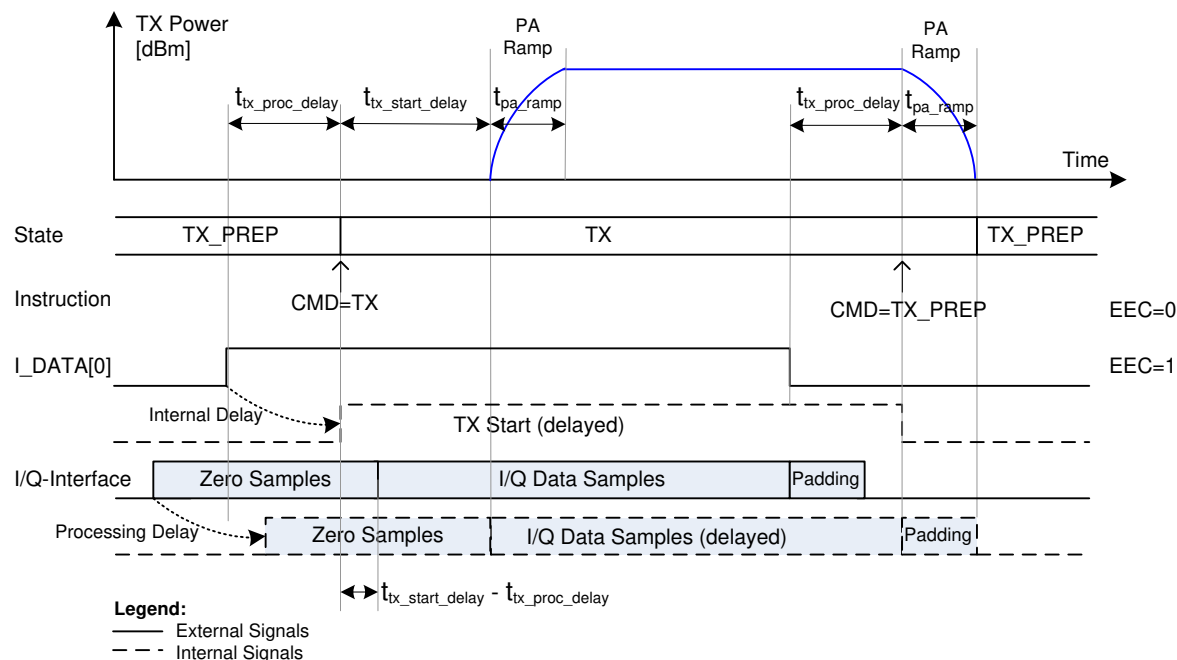 TX Power
[dBm]
PA
Ramp
PA
Ramp
ttx_proc_delay
ttx_start_delay
tpa_ramp
ttx_proc_delay
tpa_ramp
Time
State
TX_PREP
TX
TX_PREP
Instruction
CMD=TX
CMD=TX_PREP
EEC=0
I_DATA[0]
EEC=1
Internal Delay
TX Start (delayed)
I/Q-Interface
Zero Samples
I/Q Data Samples
Padding
Processing Delay
Zero Samples
I/Q Data Samples (delayed)
Padding
ttx_start_delay - ttx_proc_delay
Legend:
External Signals
Internal Signals